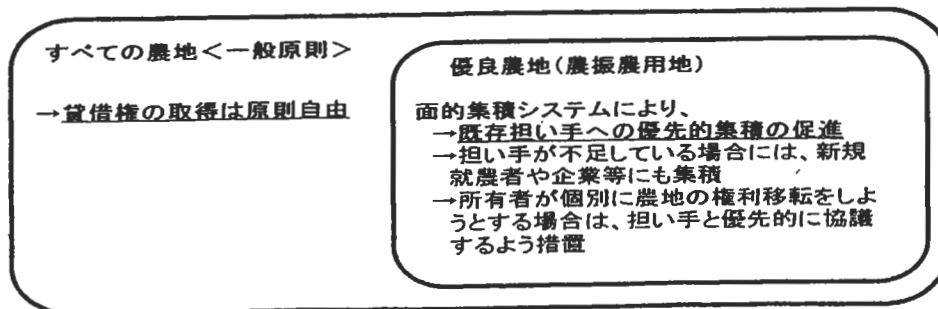 すべての農地＜一般原則＞
→貸借権の取得は原則自由
優良農地（農振農用地）
面的集積システムにより、
→既存担い手への優先的集積の促進
→担い手が不足している場合には、新規
就農者や企業等にも集積
→所有者が個別に農地の権利移転をしよ
うとする場合は、担い手と優先的に協議
するよう措置